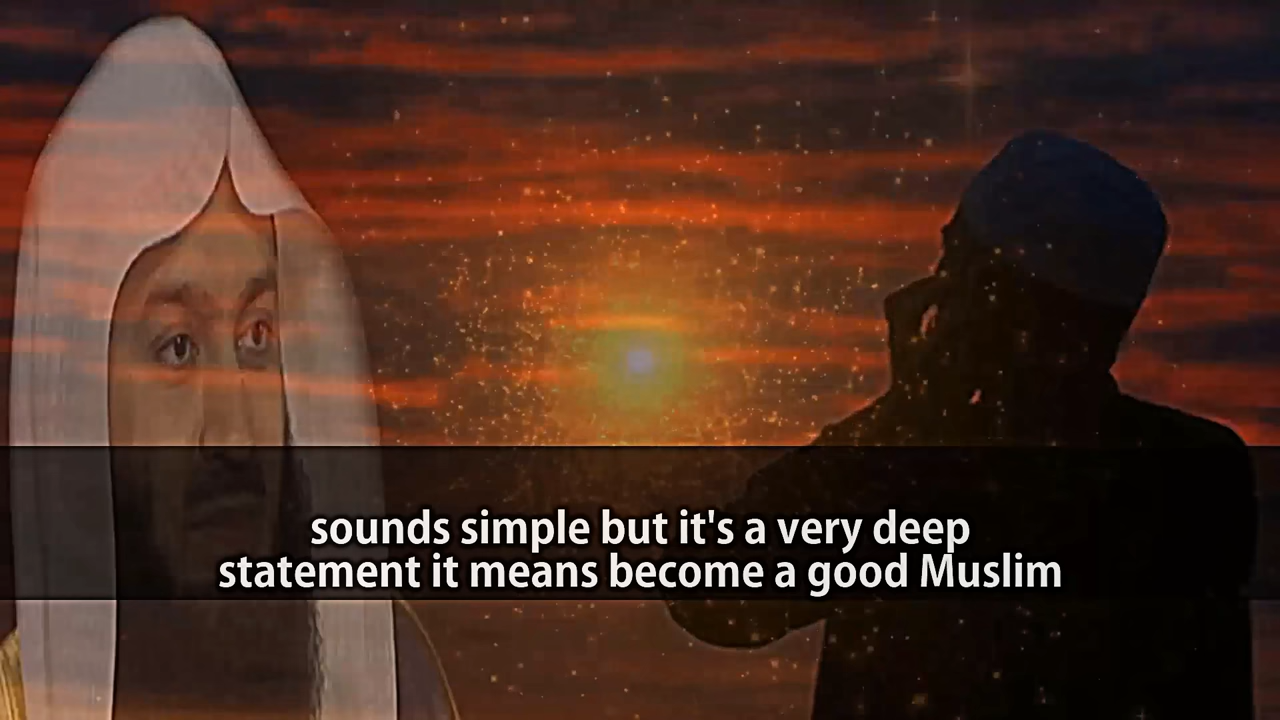 sounds simple but it's a very deep
statement it means become a good Muslim